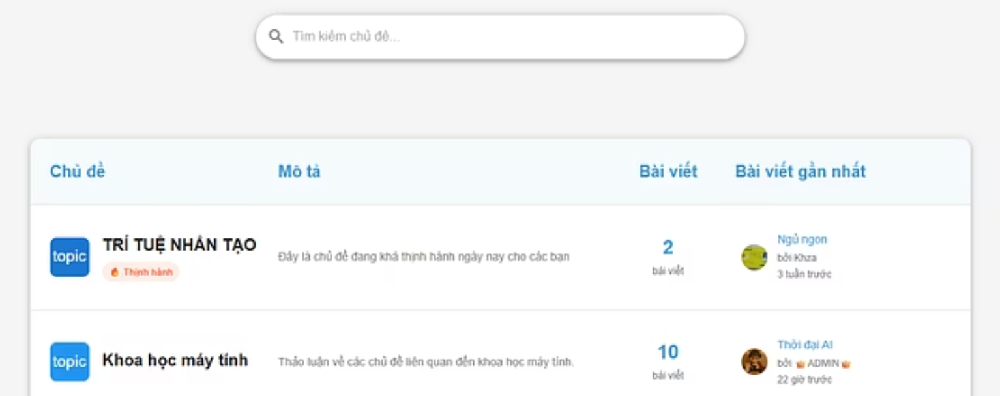 Tìm kiếm chủ đề...
Chủ đề
Mô tả
Bài viết
Bài viết gần nhất
topic
TRÍ TUỆ NHÂN TẠO
🔥 Thịnh hành
Đây là chủ đề đang khá thịnh hành ngày nay cho các bạn
2
bài viết
Ngủ ngon
bởi Khza
3 tuần trước
topic
Khoa học máy tính
Thảo luận về các chủ đề liên quan đến khoa học máy tính.
10
bài viết
Thời đại AI
bởi 👑 ADMIN 👑
22 giờ trước